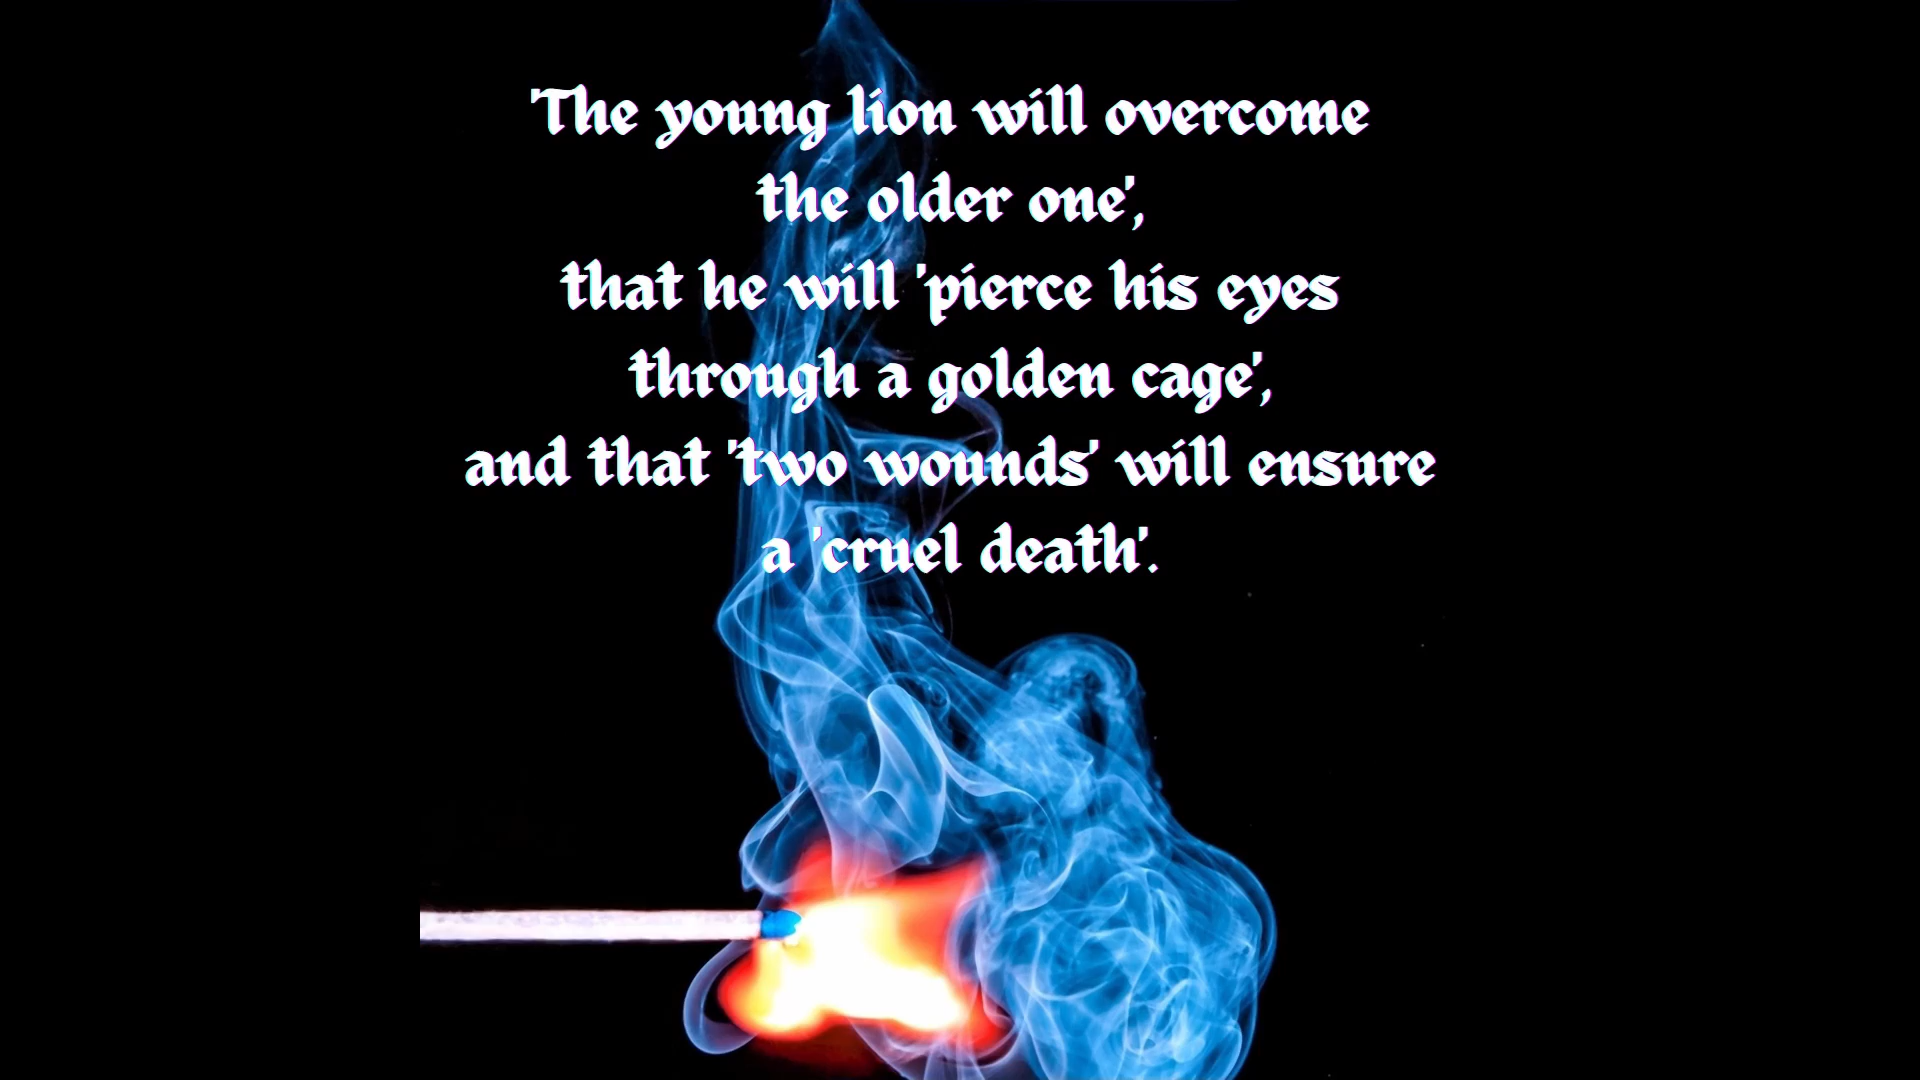 'The young lion will overcome
the older one',
that he will 'pierce his eyes
through a golden cage',
and that 'two wounds' will ensure
a 'cruel death'.